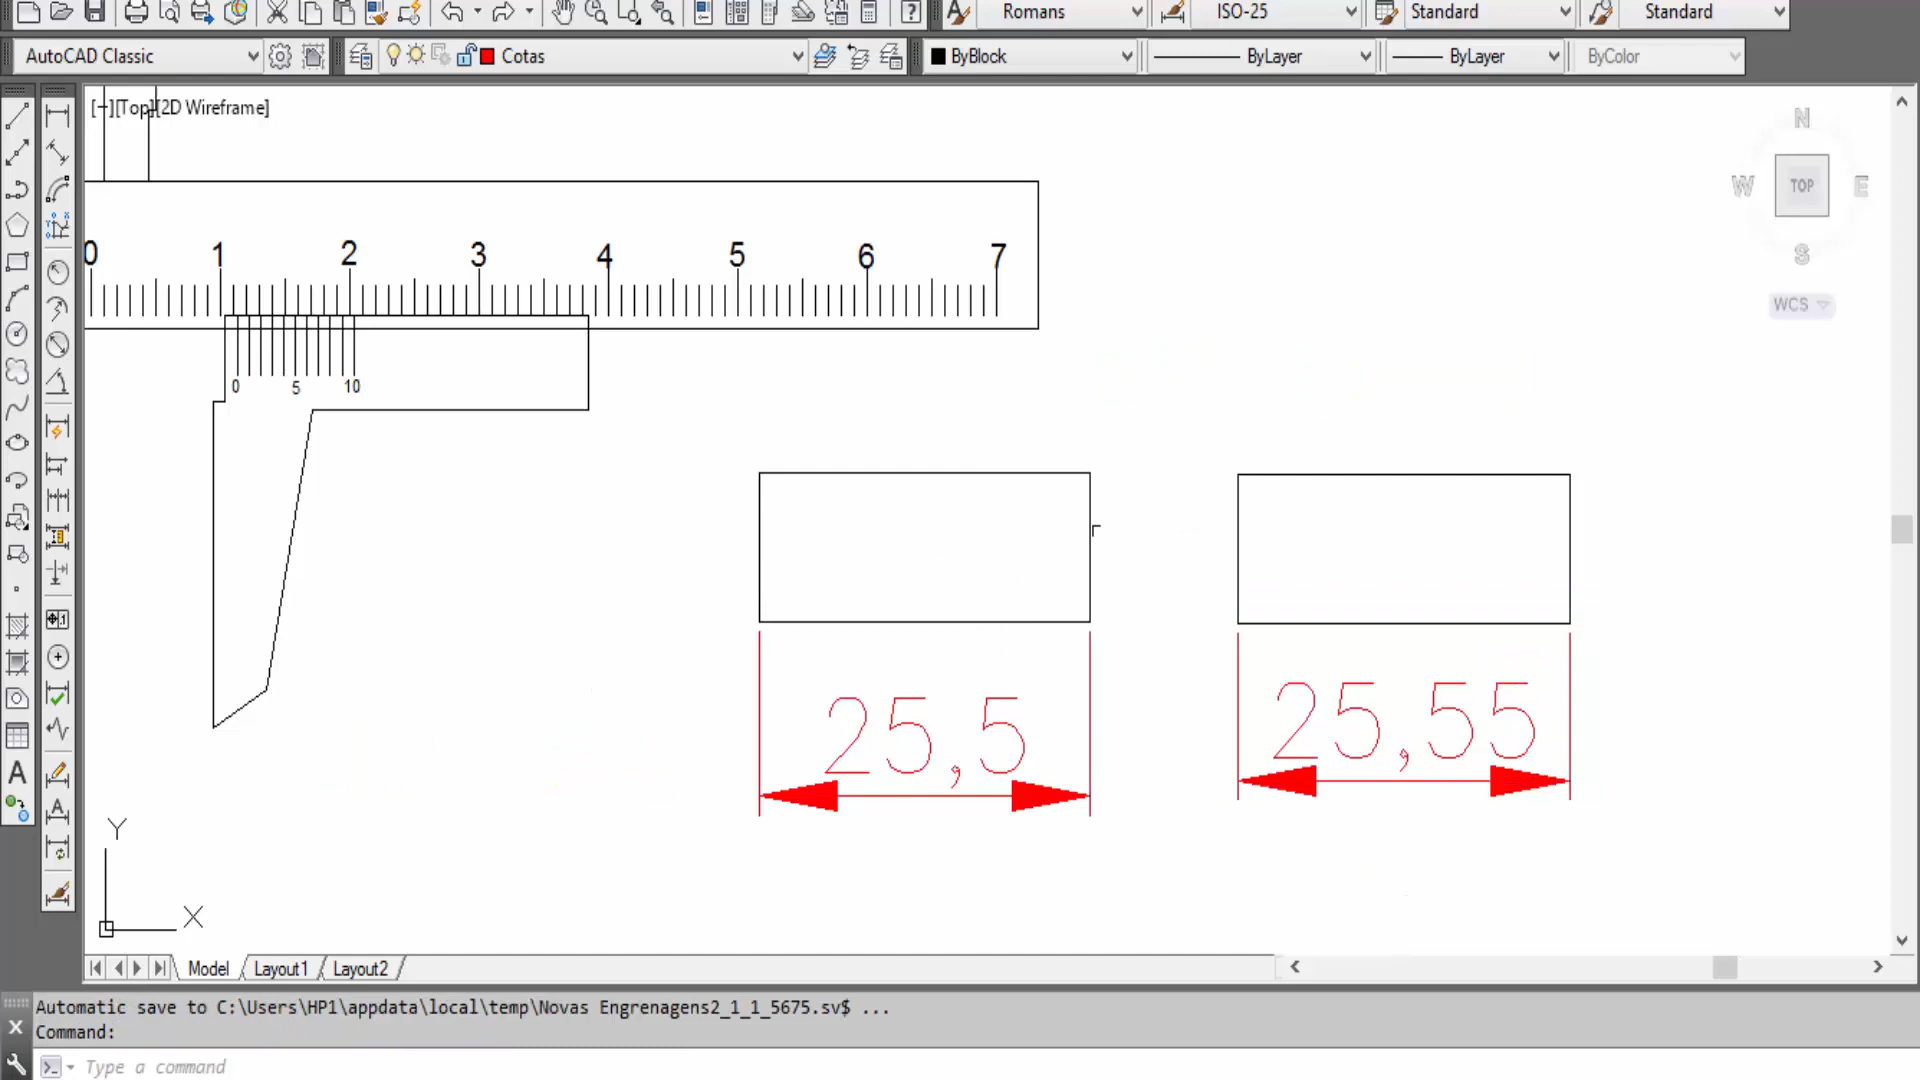 Romans ISO-25 Standard Standard
AutoCAD Classic Cotas ByBlock ByLayer ByLayer ByColor
[−][Top][2D Wireframe]
N
W TOP E
S
WCS
0 1 2 3 4 5 6 7
0 5 10
25,5 25,55
Y
X
Model Layout1 Layout2
Automatic save to C:\Users\HP1\appdata\local\temp\Novas Engrenagens2_1_1_5675.sv$ ...
Command:
Type a command